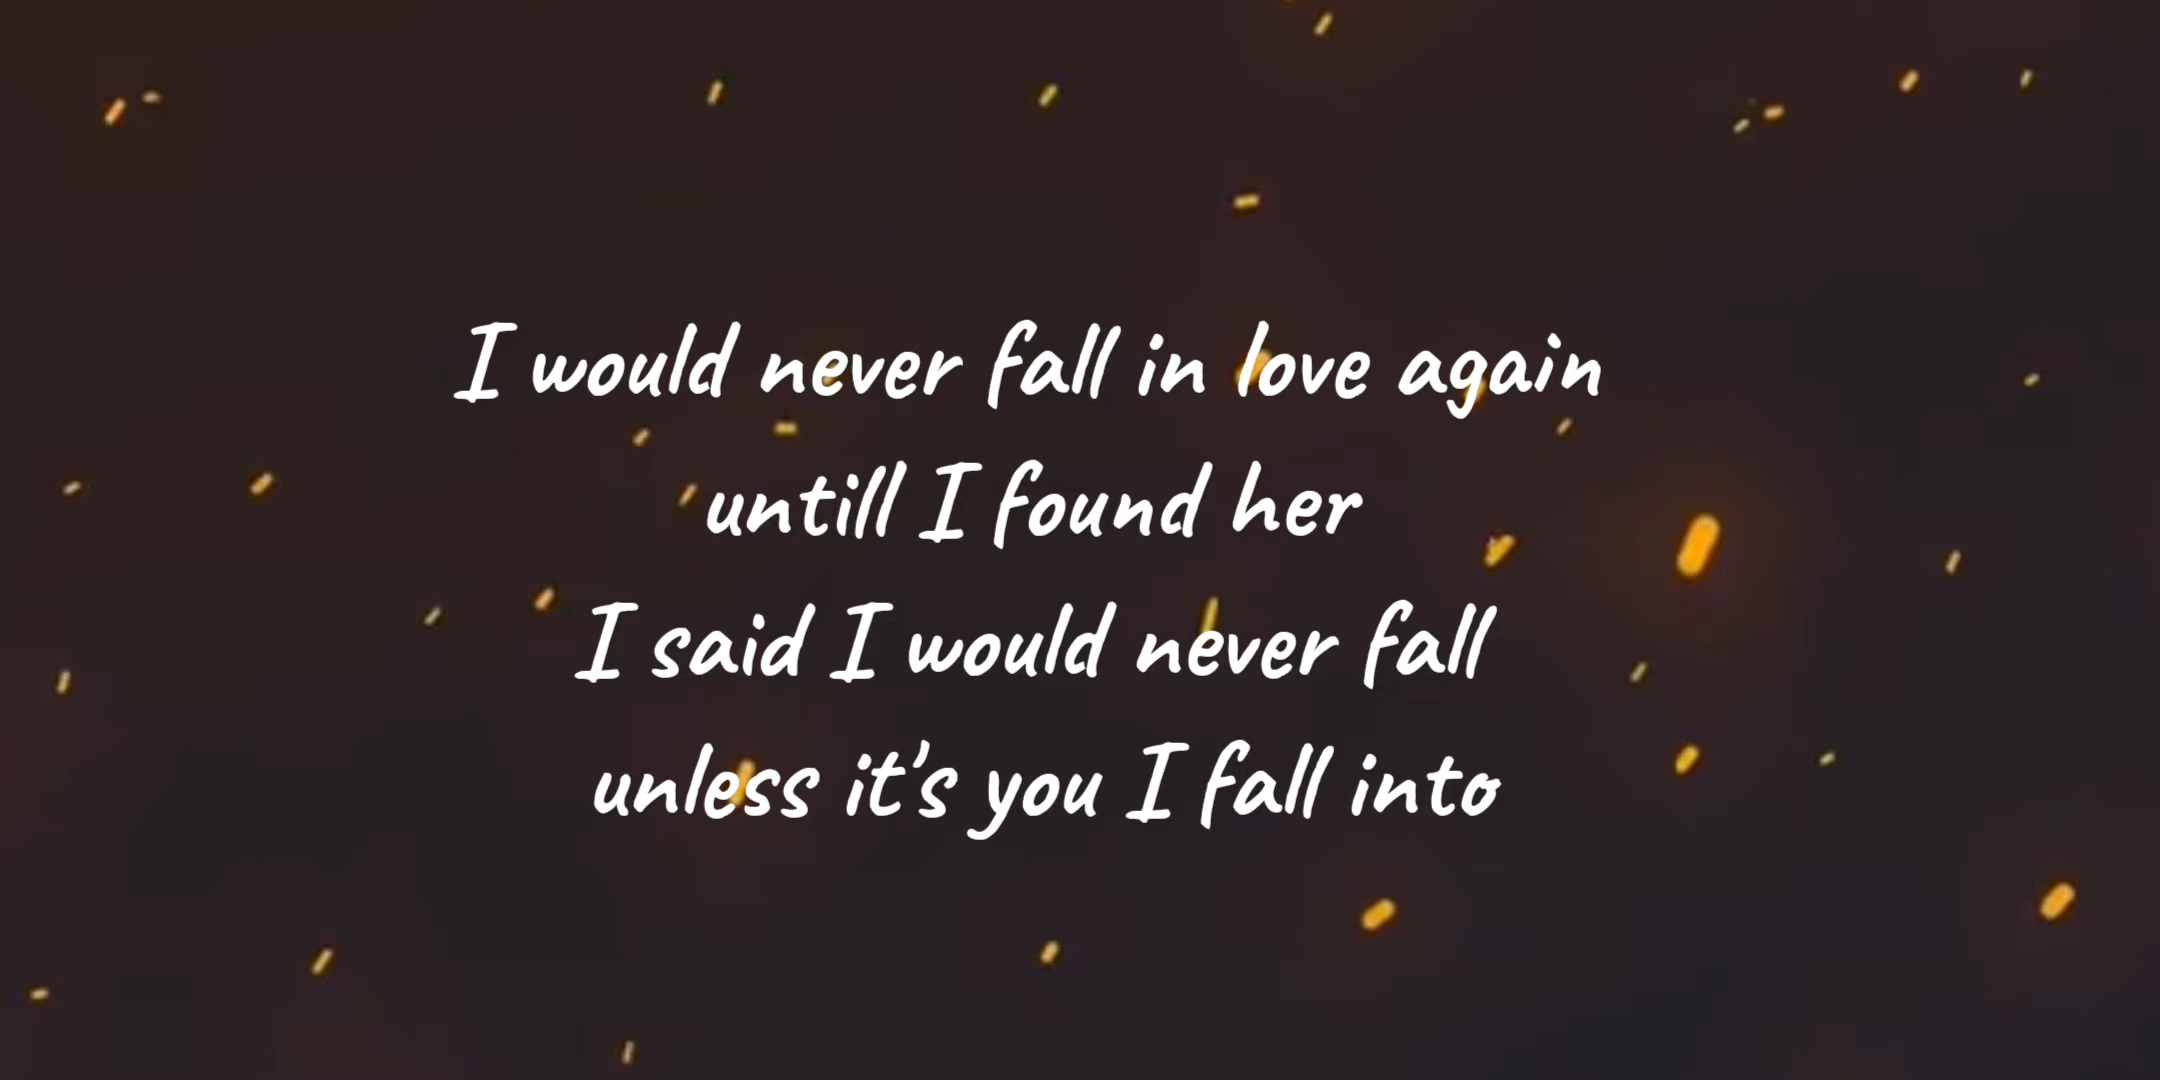 I would never fall in love again
untill I found her
I said I would never fall
unless it's you I fall into